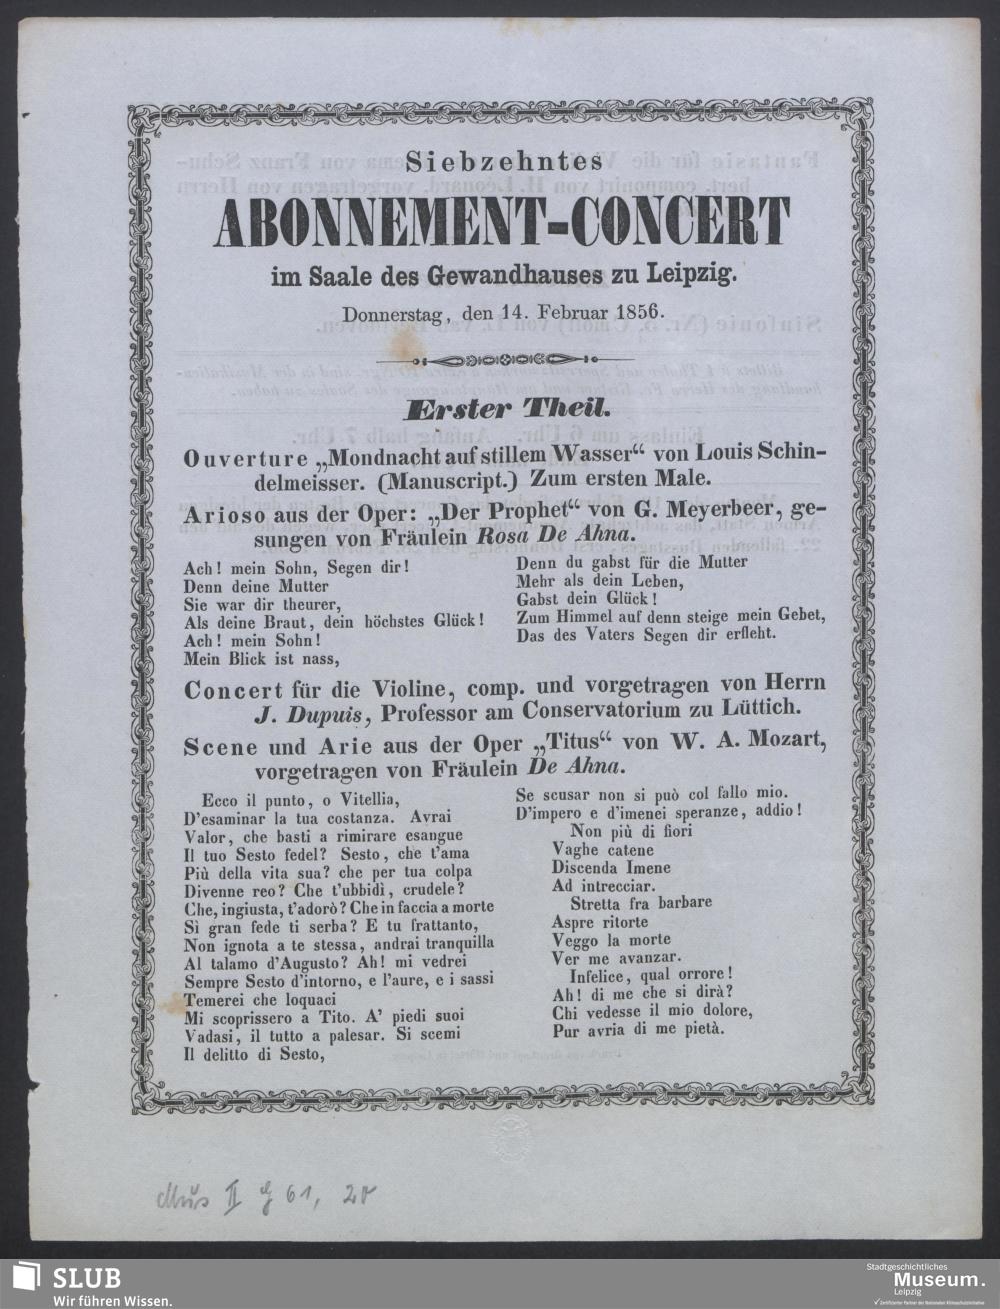 Siebzehntes
ABONNEMENT-CONCERT
im Saale des Gewandhauses zu Leipzig.
Donnerstag, den 14. Februar 1856.
Erster Theil.
Ouverture „Mondnacht auf stillem Wasser“ von Louis Schin-
delmeisser. (Manuscript.) Zum ersten Male.
Arioso aus der Oper: „Der Prophet“ von G. Meyerbeer, ge-
sungen von Fräulein Rosa De Ahna.
Ach! mein Sohn, Segen dir!
Denn deine Mutter
Sie war dir theurer,
Als deine Braut, dein höchstes Glück!
Ach! mein Sohn!
Mein Blick ist nass,
Denn du gabst für die Mutter
Mehr als dein Leben,
Gabst dein Glück!
Zum Himmel auf denn steige mein Gebet,
Das des Vaters Segen dir erfleht.
Concert für die Violine, comp. und vorgetragen von Herrn
J. Dupuis, Professor am Conservatorium zu Lüttich.
Scene und Arie aus der Oper „Titus“ von W. A. Mozart,
vorgetragen von Fräulein De Ahna.
Ecco il punto, o Vitellia,
D'esaminar la tua costanza. Avrai
Valor, che basti a rimirare esangue
Il tuo Sesto fedel? Sesto, che t'ama
Più della vita sua? che per tua colpa
Divenne reo? Che t'ubbidì, crudele?
Che, ingiusta, t'adorò? Che in faccia a morte
Sì gran fede ti serba? E tu frattanto,
Non ignota a te stessa, andrai tranquilla
Al talamo d'Augusto? Ah! mi vedrei
Sempre Sesto d'intorno, e l'aure, e i sassi
Temerei che loquaci
Mi scoprissero a Tito. A' piedi suoi
Vadasi, il tutto a palesar. Si scemi
Il delitto di Sesto,
Se scusar non si può col fallo mio.
D'impero e d'imenei speranze, addio!
Non più di fiori
Vaghe catene
Discenda Imene
Ad intrecciar.
Stretta fra barbare
Aspre ritorte
Veggo la morte
Ver me avanzar.
Infelice, qual orrore!
Ah! di me che si dirà?
Chi vedesse il mio dolore,
Pur avria di me pietà.
Mus II 61, 20
SLUB
Wir führen Wissen.
Stadtgeschichtliches
Museum.
Leipzig